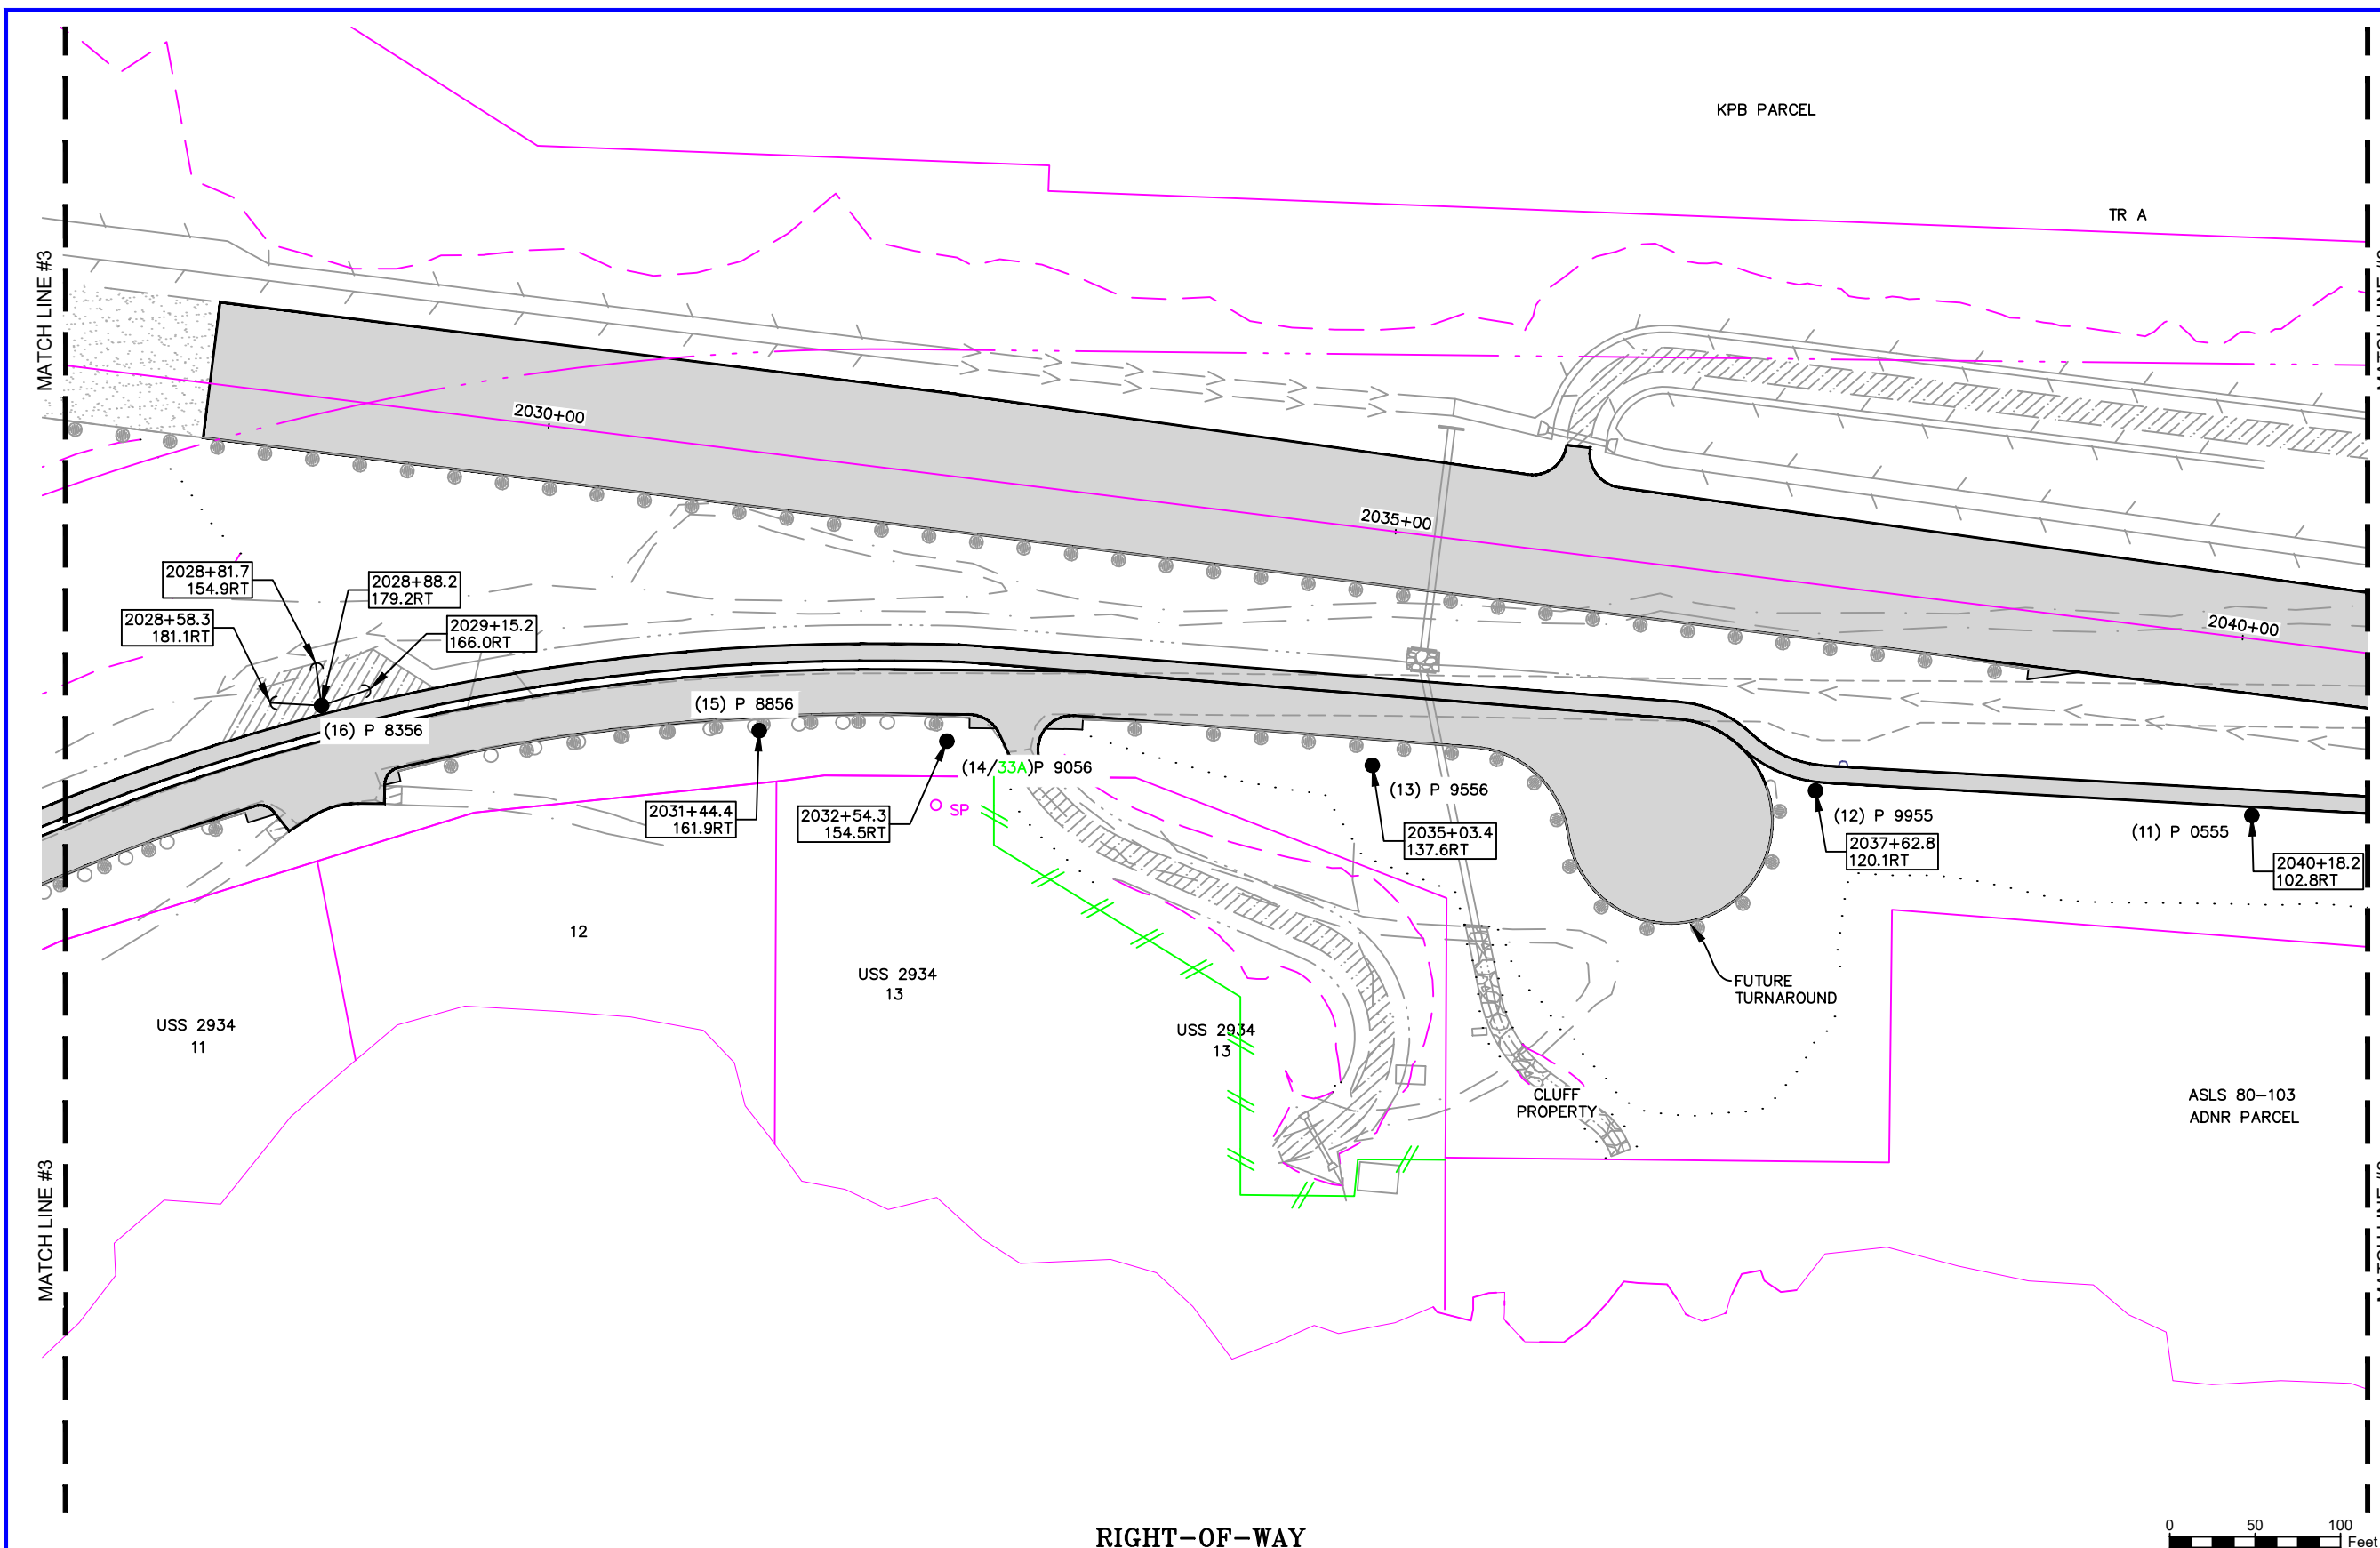 KPB PARCEL
TR A
MATCH LINE #3
2030+00
2035+00
2040+00
2028+81.7
154.9RT
2028+88.2
179.2RT
2028+58.3
181.1RT
2029+15.2
166.0RT
(16) P 8356
(15) P 8856
(14/33A)P 9056
SP
2031+44.4
161.9RT
2032+54.3
154.5RT
(13) P 9556
2035+03.4
137.6RT
(12) P 9955
2037+62.8
120.1RT
(11) P 0555
2040+18.2
102.8RT
12
USS 2934
13
USS 2934
11
USS 2934
13
FUTURE
TURNAROUND
CLUFF
PROPERTY
ASLS 80-103
ADNR PARCEL
MATCH LINE #3
RIGHT-OF-WAY
0 50 100
Feet